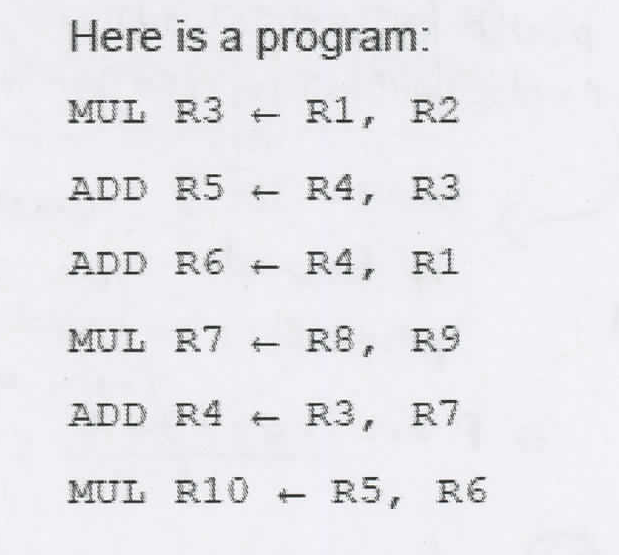 Here is a program:
MUL R3 ← R1, R2
ADD R5 ← R4, R3
ADD R6 ← R4, R1
MUL R7 ← R8, R9
ADD R4 ← R3, R7
MUL R10 ← R5, R6